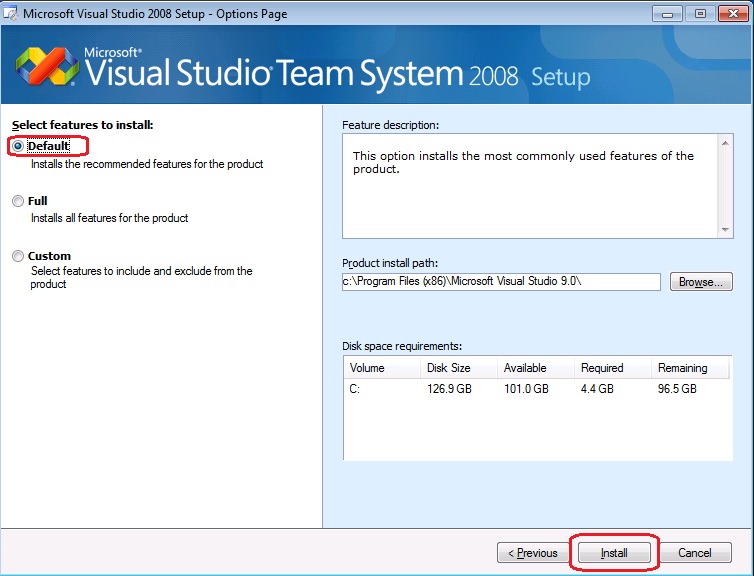 Microsoft Visual Studio 2008 Setup - Options Page
Microsoft®
Visual Studio Team System 2008 Setup
Select features to install:
Default
Installs the recommended features for the product
Full
Installs all features for the product
Custom
Select features to include and exclude from the
product
Feature description:
This option installs the most commonly used features of the
product.
Product install path:
c:\Program Files (x86)\Microsoft Visual Studio 9.0\
Browse...
Disk space requirements:
Volume Disk Size Available Required Remaining
C: 126.9 GB 101.0 GB 4.4 GB 96.5 GB
< Previous Install Cancel